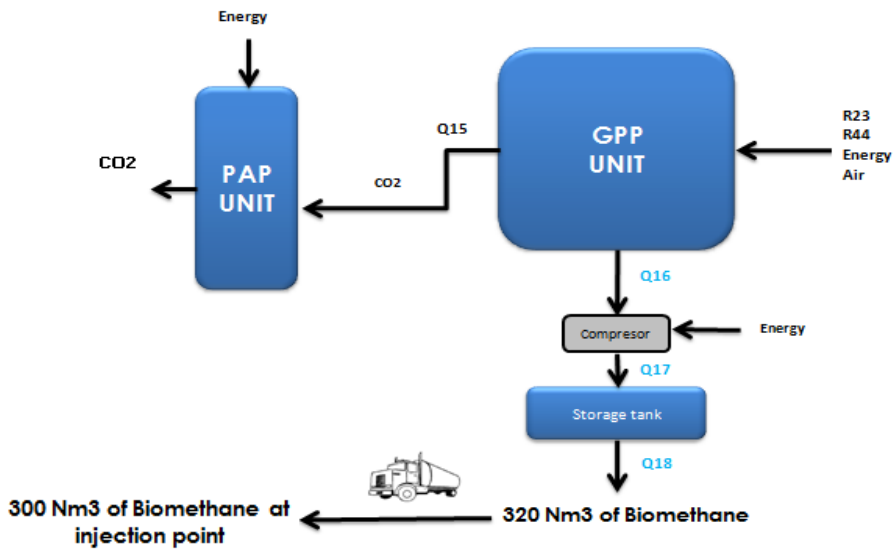 Energy
Q15
GPP
UNIT
R23
R44
Energy
Air
CO2
PAP
UNIT
CO2
Q16
Compresor
Energy
Q17
Storage tank
Q18
300 Nm3 of Biomethane at
injection point
320 Nm3 of Biomethane